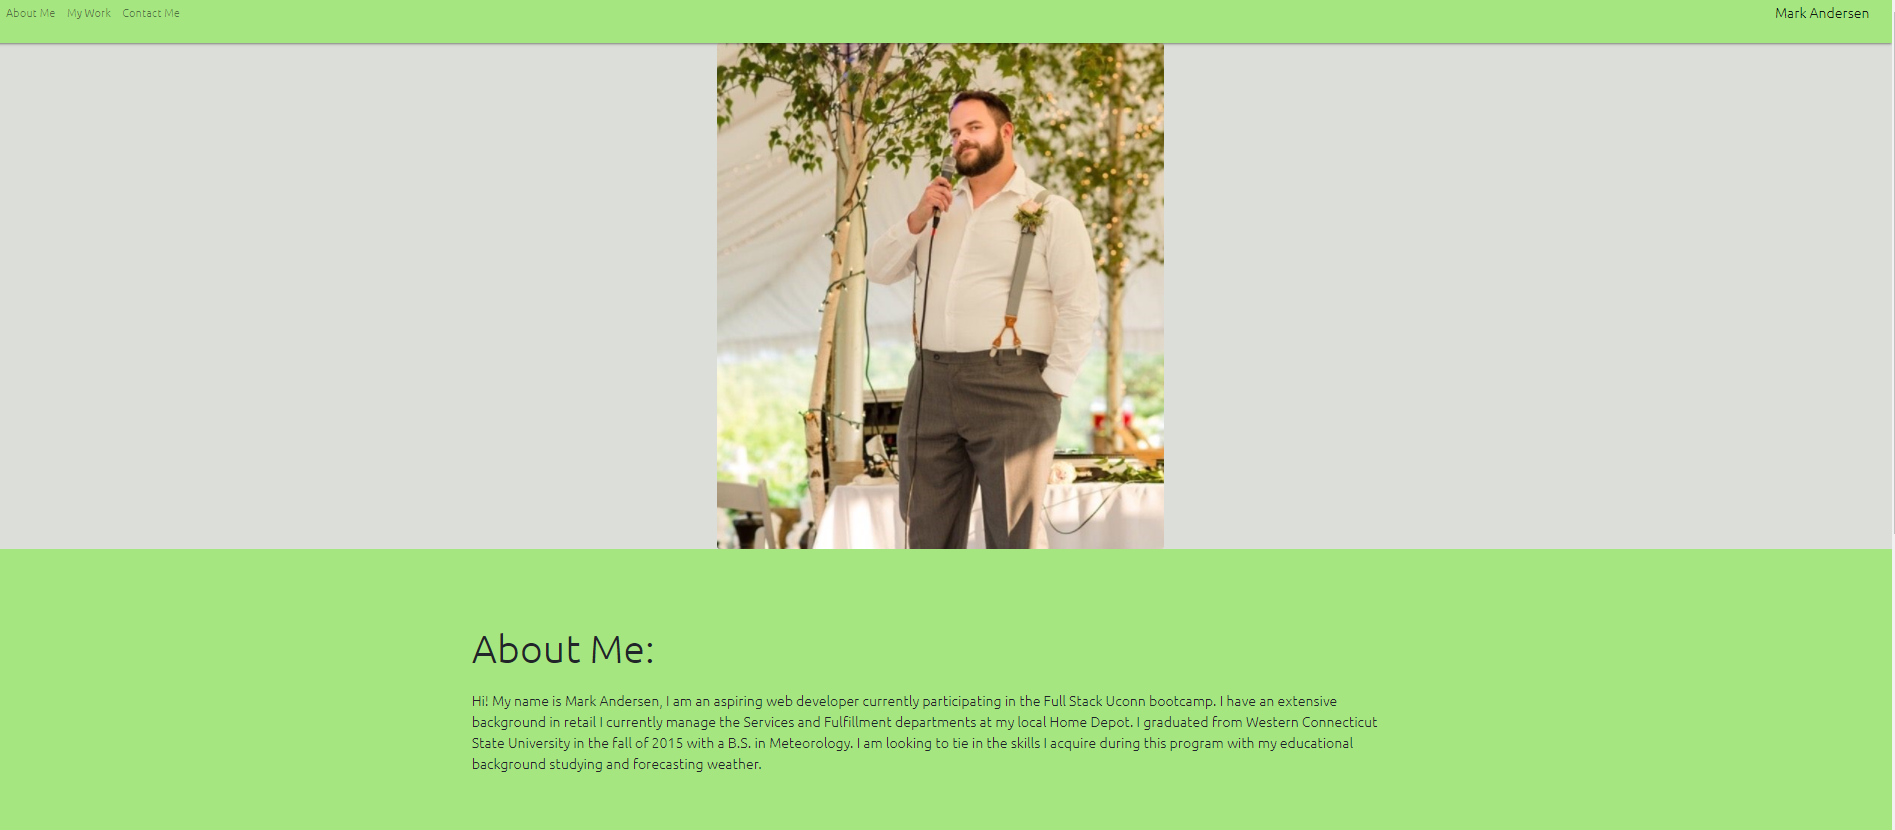 About Me My Work Contact Me Mark Andersen
About Me:
Hi! My name is Mark Andersen, I am an aspiring web developer currently participating in the Full Stack Uconn bootcamp. I have an extensive
background in retail I currently manage the Services and Fulfillment departments at my local Home Depot. I graduated from Western Connecticut
State University in the fall of 2015 with a B.S. in Meteorology. I am looking to tie in the skills I acquire during this program with my educational
background studying and forecasting weather.